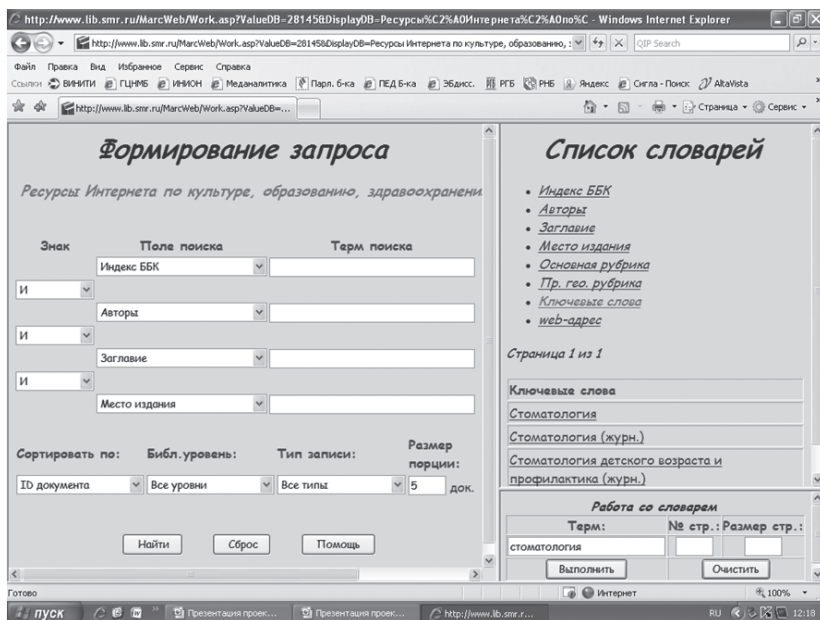 http://www.lib.smr.ru/MarcWeb/Work.asp?ValueDB=28145&DisplayDB=Ресурсы%C2%A0Интернета%C2%A0по%C - Windows Internet Explorer
http://www.lib.smr.ru/MarcWeb/Work.asp?ValueDB=28145&DisplayDB=Ресурсы Интернета по культуре, образованию, :
QIP Search
Файл Правка Вид Избранное Сервис Справка
Ссылки ВИНИТИ ГЦНМБ ИНИОН Меданалитика Парл. б-ка ПЕД Б-ка ЭБдисс. РГБ РНБ Яндекс Сигла - Поиск AltaVista
http://www.lib.smr.ru/MarcWeb/Work.asp?ValueDB=...
Страница Сервис
Формирование запроса
Ресурсы Интернета по культуре, образованию, здравоохранени
Знак Поле поиска Терм поиска
Индекс ББК
И
Авторы
И
Заглавие
И
Место издания
Сортировать по: Библ.уровень: Тип записи: Размер порции:
ID документа Все уровни Все типы 5 док.
Найти Сброс Помощь
Список словарей
Индекс ББК
Авторы
Заглавие
Место издания
Основная рубрика
Пр. гео. рубрика
Ключевые слова
web-адрес
Страница 1 из 1
Ключевые слова
Стоматология
Стоматология (журн.)
Стоматология детского возраста и
профилактика (журн.)
Работа со словарем
Терм: № стр.: Размер стр.:
стоматология
Выполнить Очистить
Готово Интернет 100%
пуск Презентация проек... Презентация проек... http://www.lib.smr.r... RU 12:18